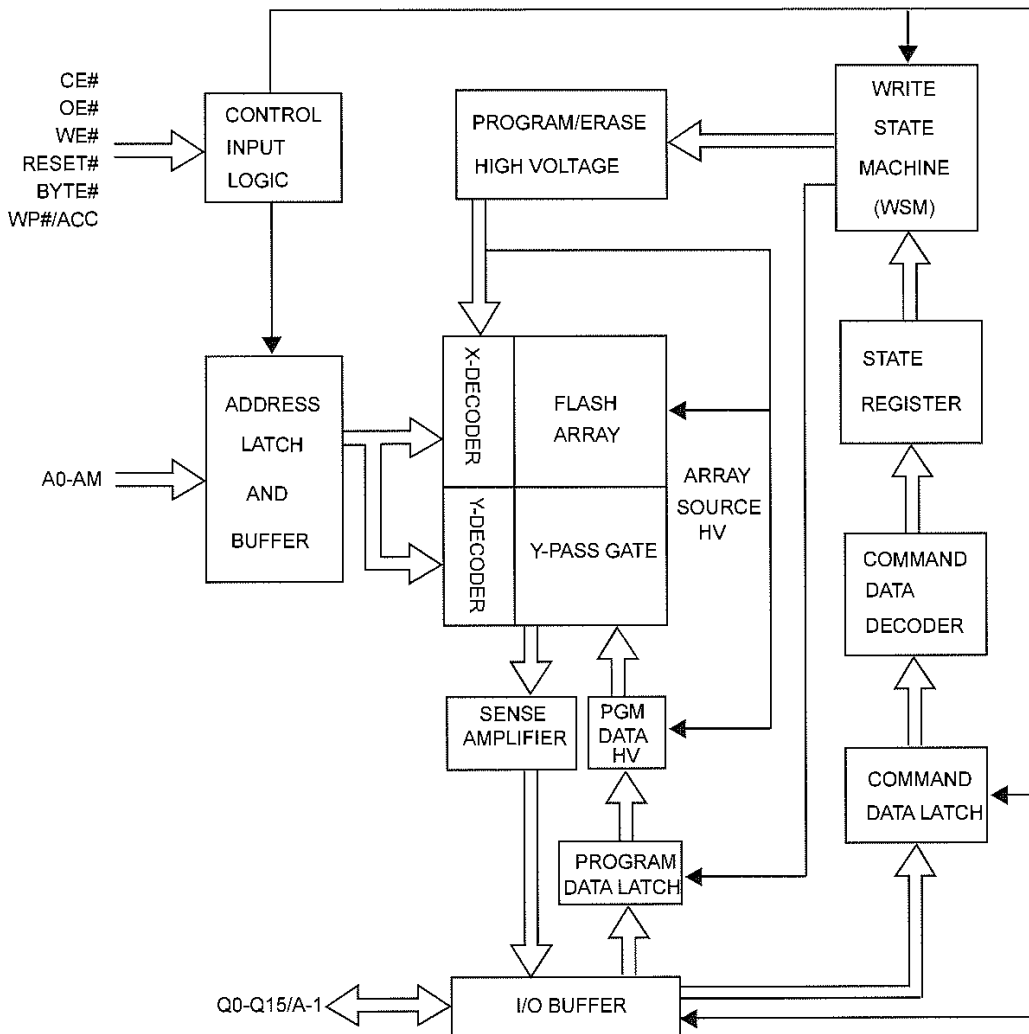 CE#
OE#
WE#
RESET#
BYTE#
WP#/ACC
CONTROL
INPUT
LOGIC
PROGRAM/ERASE
HIGH VOLTAGE
WRITE
STATE
MACHINE
(WSM)
STATE
REGISTER
A0-AM
ADDRESS
LATCH
AND
BUFFER
X-DECODER
FLASH
ARRAY
Y-DECODER
Y-PASS GATE
ARRAY
SOURCE
HV
COMMAND
DATA
DECODER
SENSE
AMPLIFIER
PGM
DATA
HV
COMMAND
DATA LATCH
PROGRAM
DATA LATCH
Q0-Q15/A-1
I/O BUFFER